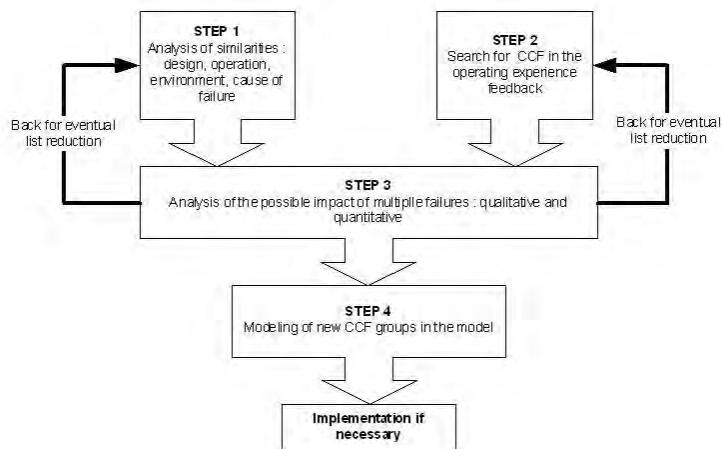 STEP 1
Analysis of similarities :
design, operation,
environment, cause of
failure
STEP 2
Search for CCF in the
operating experience
feedback
Back for eventual
list reduction
Back for eventual
list reduction
STEP 3
Analysis of the possible impact of multiplle failures : qualitative and
quantitative
STEP 4
Modeling of new CCF groups in the model
Implementation if
necessary